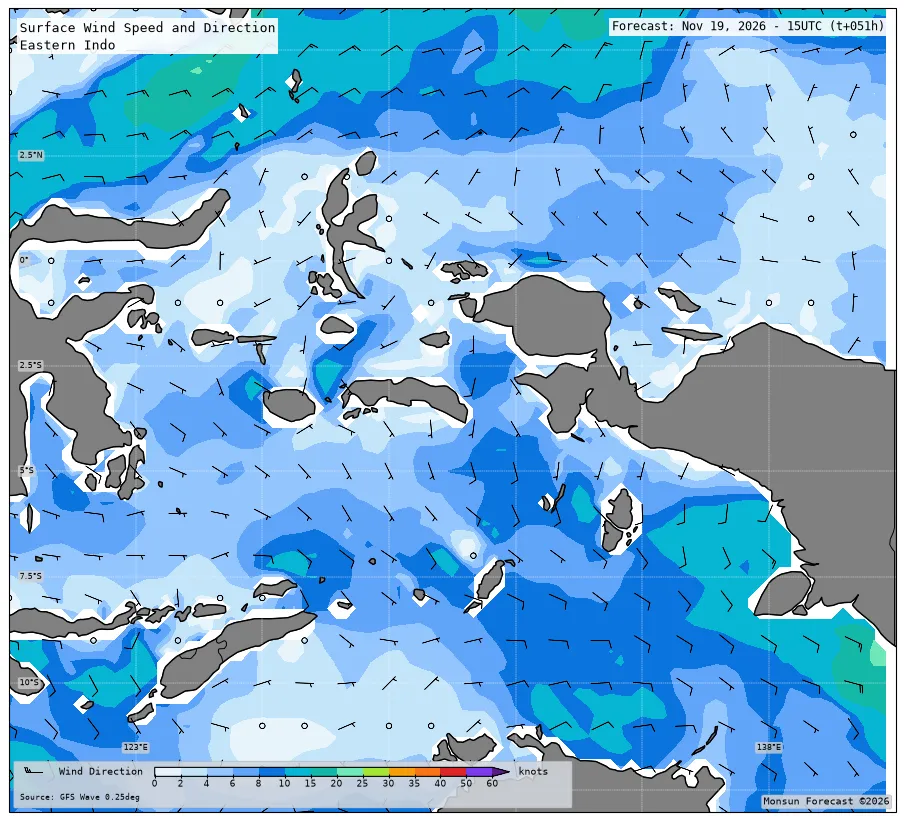 Surface Wind Speed and Direction
Eastern Indo
Forecast: Nov 19, 2026 - 15UTC (t+051h)
2.5°N
0°
2.5°S
5°S
7.5°S
10°S
123°E
138°E
Wind Direction
knots
0 2 4 6 8 10 12 15 20 25 30 35 40 50 60
Source: GFS Wave 0.25deg
Monsun Forecast ©2026